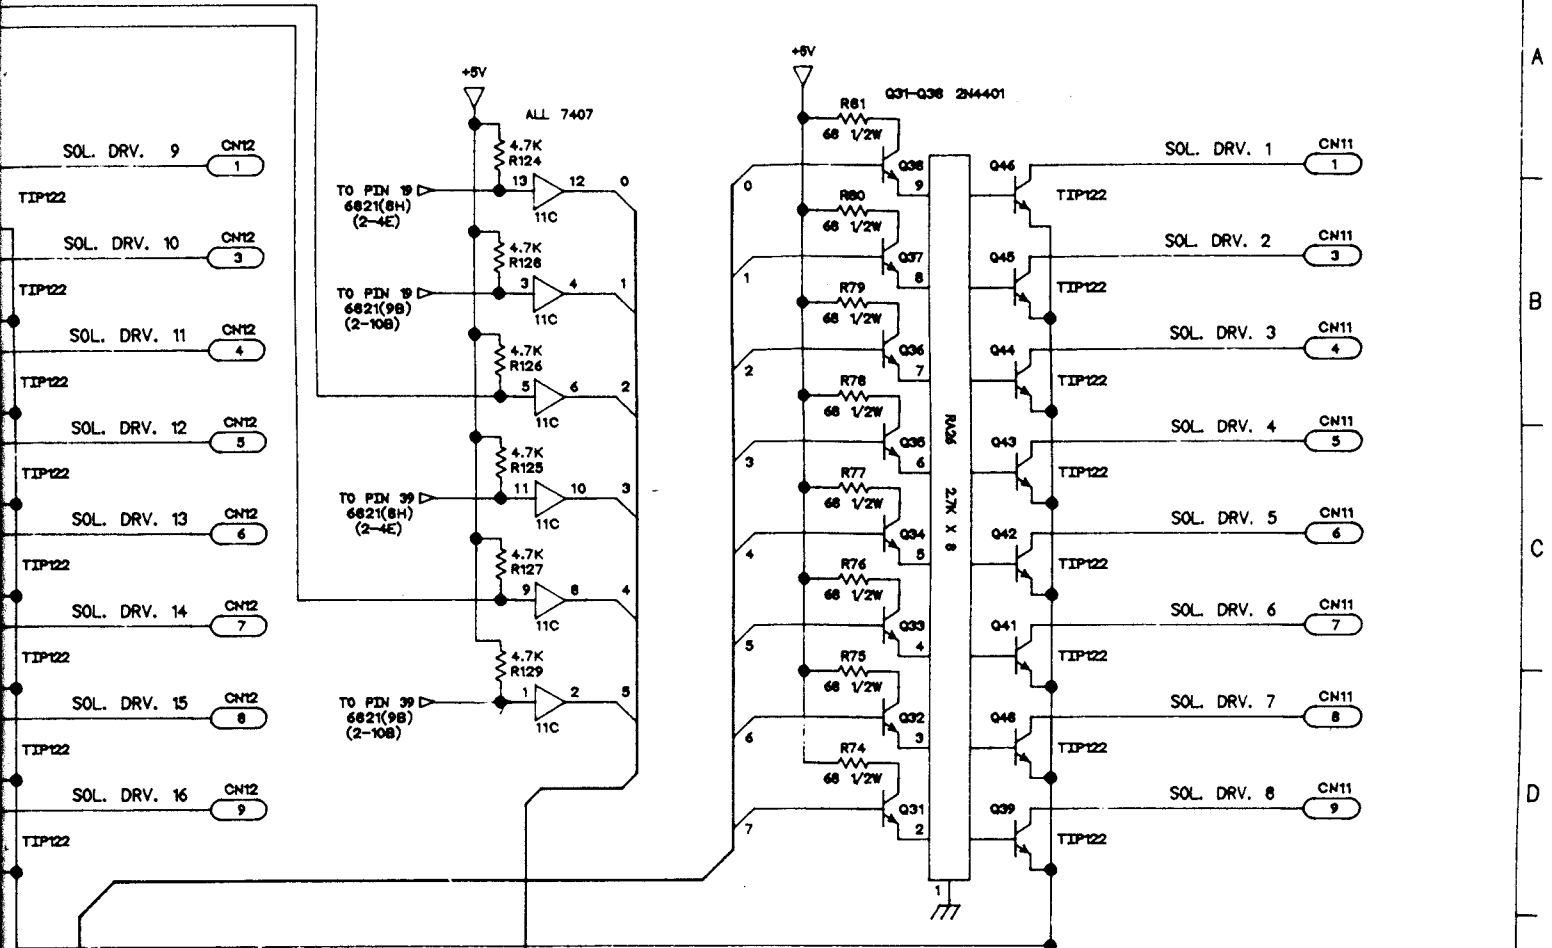 SOL. DRV. 9
CN12
1
TIP122
SOL. DRV. 10
CN12
3
TIP122
SOL. DRV. 11
CN12
4
TIP122
SOL. DRV. 12
CN12
5
TIP122
SOL. DRV. 13
CN12
6
TIP122
SOL. DRV. 14
CN12
7
TIP122
SOL. DRV. 15
CN12
8
TIP122
SOL. DRV. 16
CN12
9
TIP122
+5V
ALL 7407
4.7K
R124
TO PIN 19
6821(8H)
(2-4E)
13
12
11C
0
4.7K
R128
TO PIN 19
6821(9B)
(2-10B)
3
4
11C
1
4.7K
R126
5
6
11C
2
4.7K
R125
TO PIN 39
6821(8H)
(2-4E)
11
10
11C
3
4.7K
R127
9
8
11C
4
4.7K
R129
TO PIN 39
6821(9B)
(2-10B)
1
2
11C
5
+5V
Q31-Q38 2N4401
R81
68 1/2W
0
Q38
9
R80
68 1/2W
1
Q37
8
R79
68 1/2W
2
Q36
7
R78
68 1/2W
3
Q35
6
R77
68 1/2W
4
Q34
5
R76
68 1/2W
5
Q33
4
R75
68 1/2W
6
Q32
3
R74
68 1/2W
7
Q31
2
RA26 2.7K X 8
1
Q46
TIP122
SOL. DRV. 1
CN11
1
Q45
TIP122
SOL. DRV. 2
CN11
3
Q44
TIP122
SOL. DRV. 3
CN11
4
Q43
TIP122
SOL. DRV. 4
CN11
5
Q42
TIP122
SOL. DRV. 5
CN11
6
Q41
TIP122
SOL. DRV. 6
CN11
7
Q48
TIP122
SOL. DRV. 7
CN11
8
Q39
TIP122
SOL. DRV. 8
CN11
9
A
B
C
D